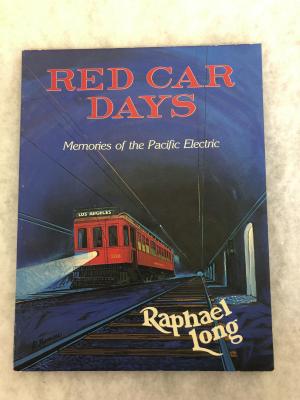 RED CAR
DAYS
Memories of the Pacific Electric
LOS ANGELES
Raphael
Long